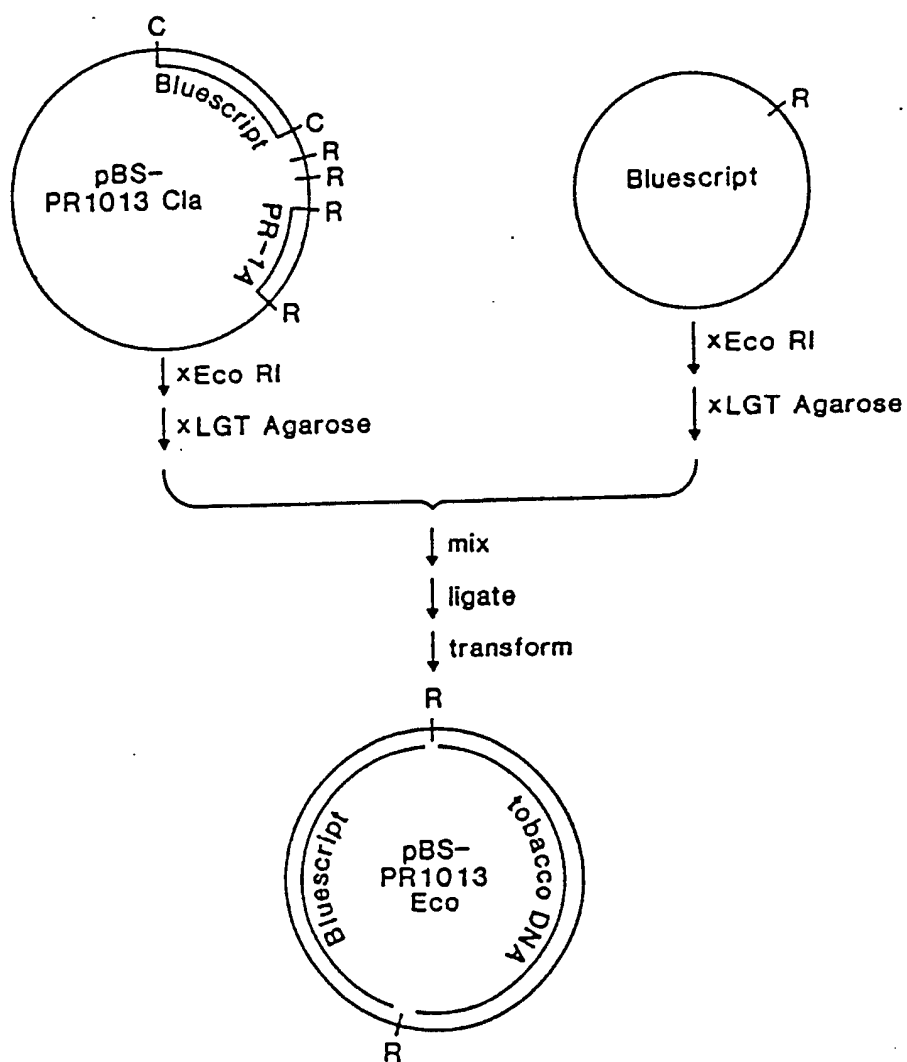 C
Bluescript
C
R
R
R
pBS-
PR1013 Cla
PR-1A
R
R
Bluescript
xEco RI
xLGT Agarose
xEco RI
xLGT Agarose
mix
ligate
transform
R
Bluescript
pBS-
PR1013
Eco
tobacco DNA
R